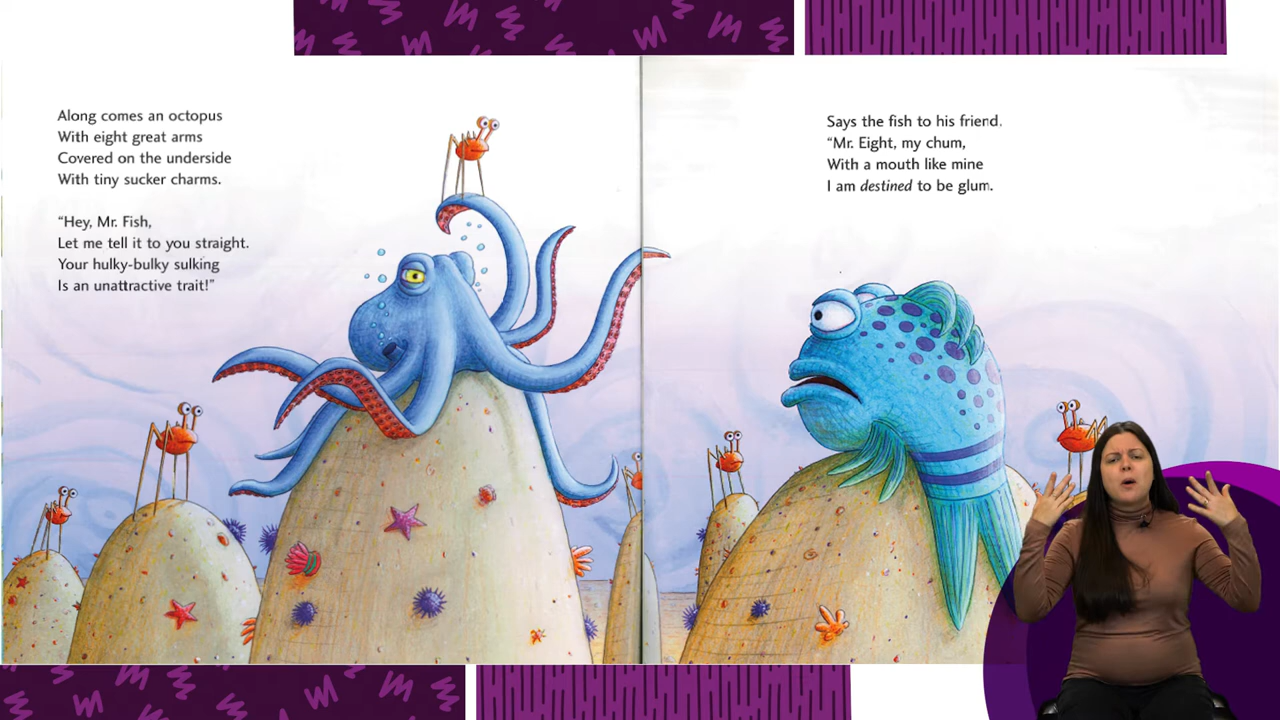 Along comes an octopus
With eight great arms
Covered on the underside
With tiny sucker charms.
“Hey, Mr. Fish,
Let me tell it to you straight.
Your hulky-bulky sulking
Is an unattractive trait!”
Says the fish to his friend.
“Mr. Eight, my chum,
With a mouth like mine
I am destined to be glum.